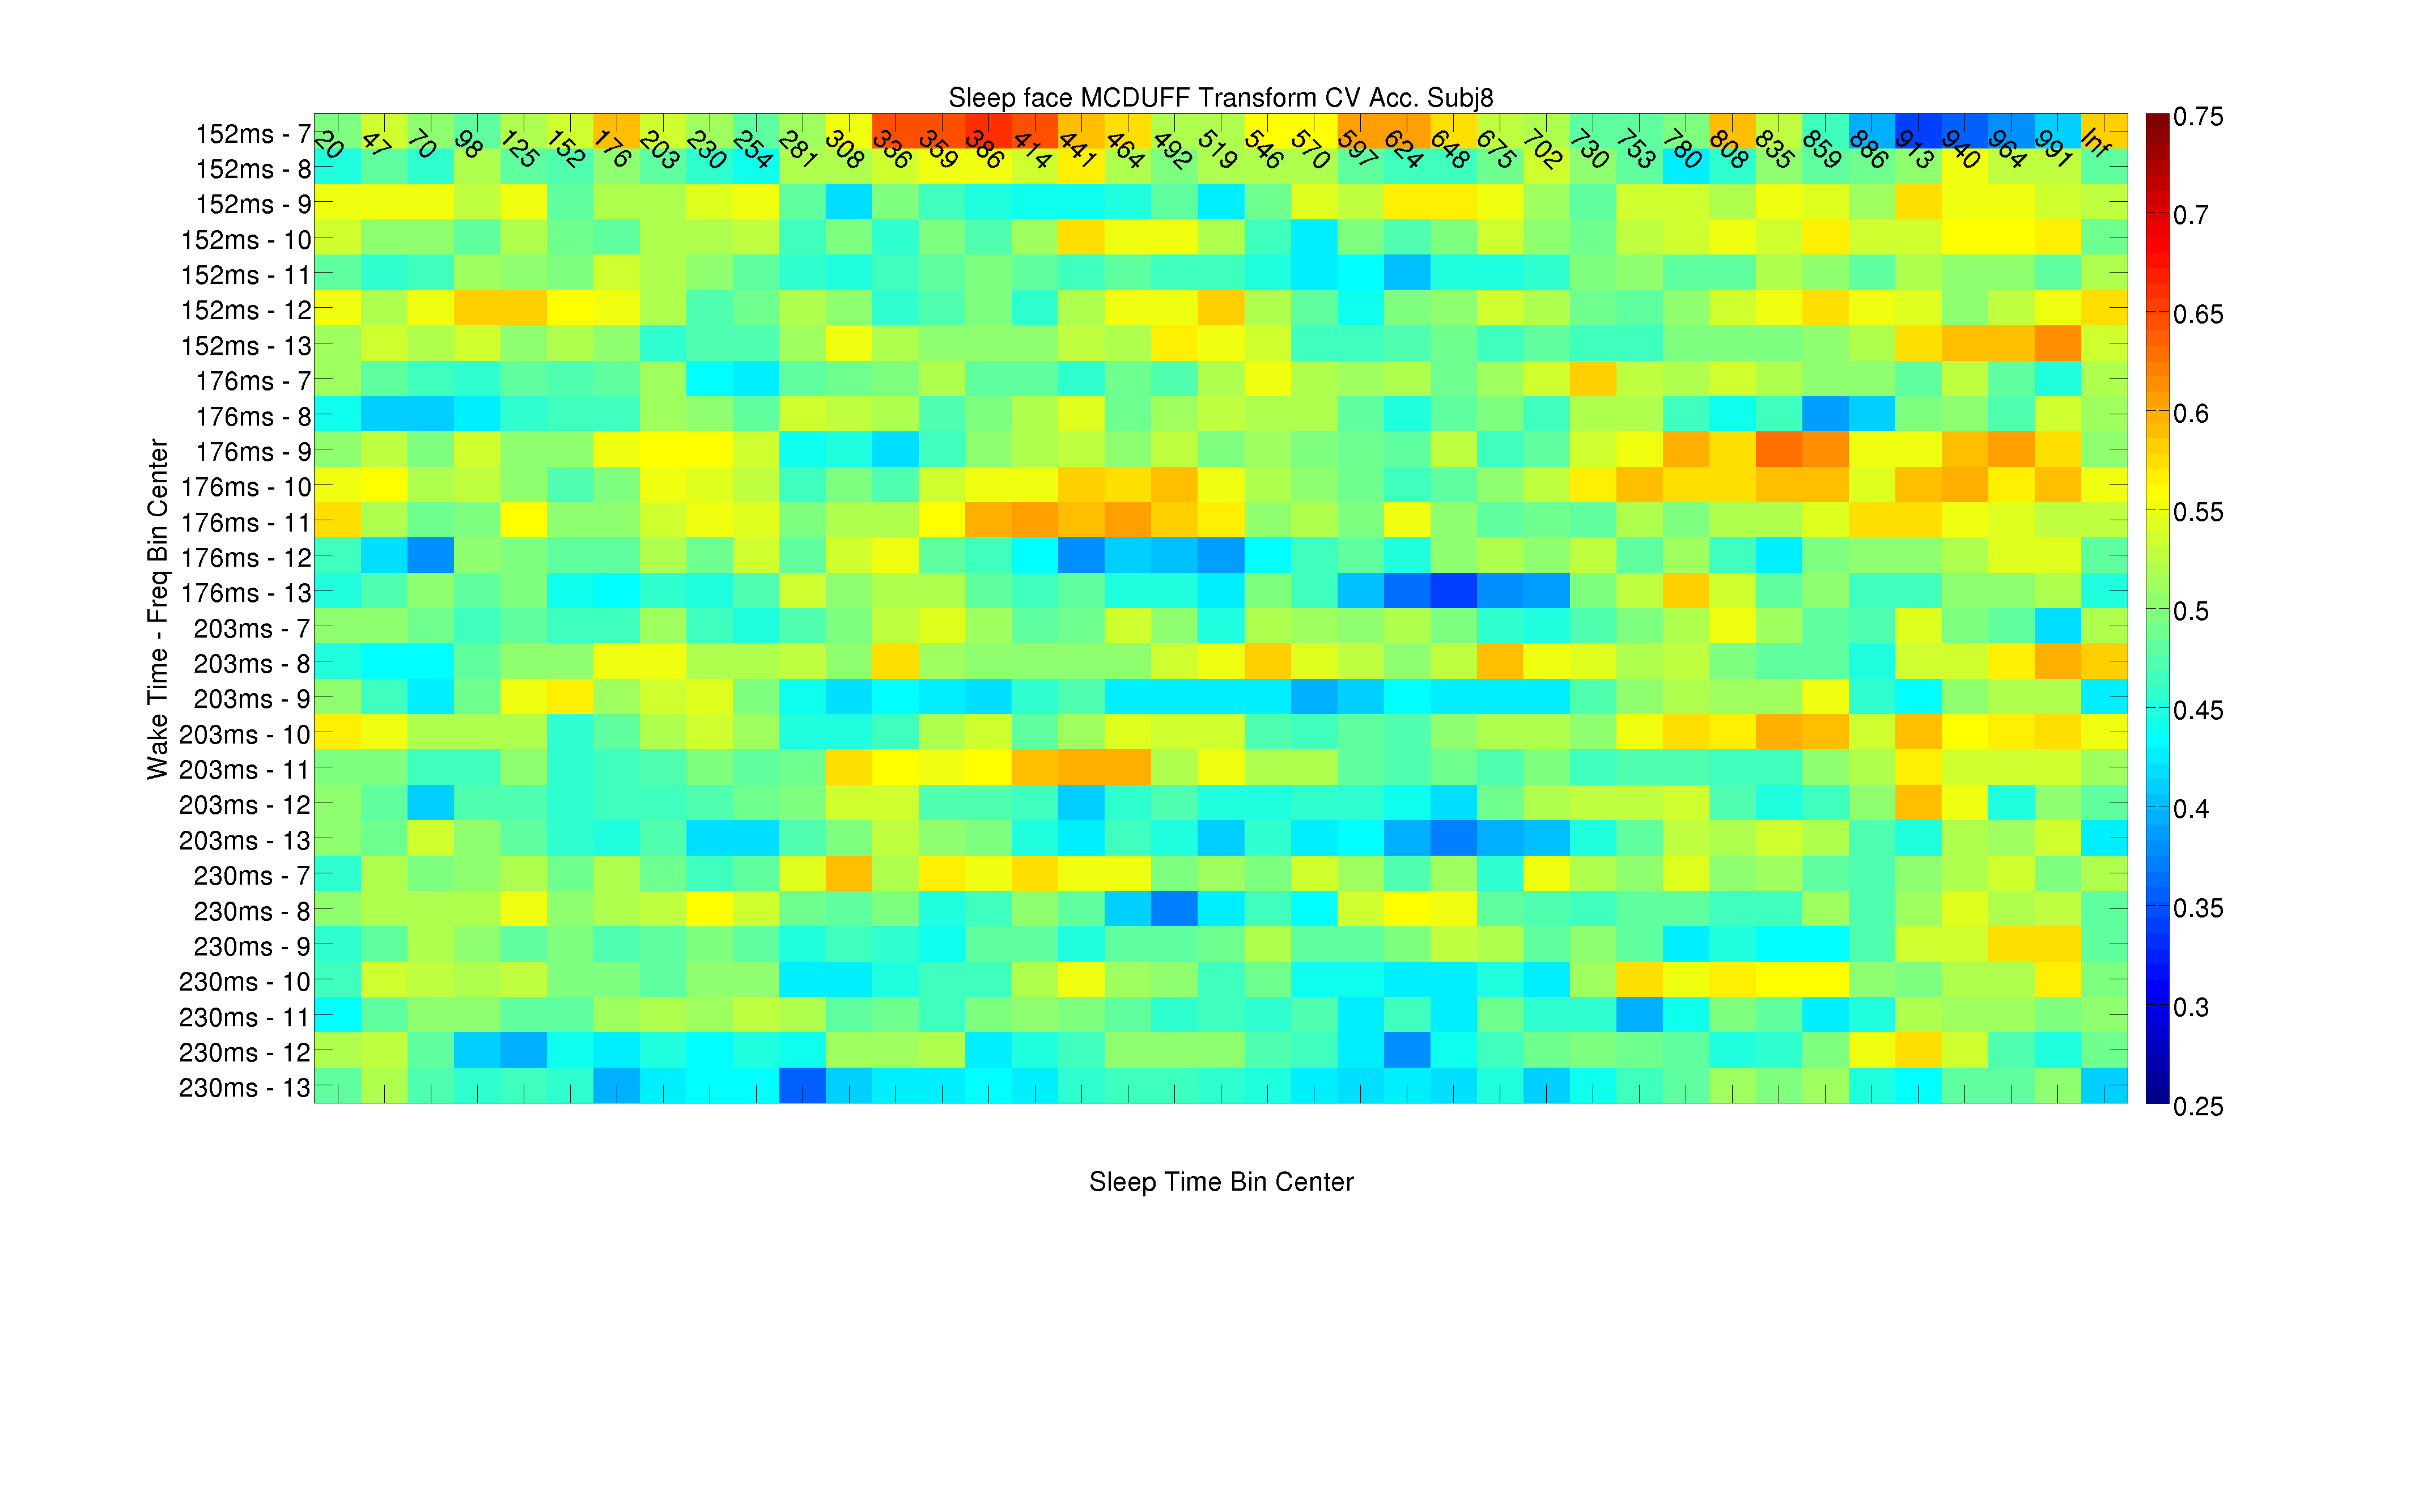 Sleep face MCDUFF Transform CV Acc. Subj8
152ms - 7
152ms - 8
152ms - 9
152ms - 10
152ms - 11
152ms - 12
152ms - 13
176ms - 7
176ms - 8
176ms - 9
176ms - 10
176ms - 11
176ms - 12
176ms - 13
203ms - 7
203ms - 8
203ms - 9
203ms - 10
203ms - 11
203ms - 12
203ms - 13
230ms - 7
230ms - 8
230ms - 9
230ms - 10
230ms - 11
230ms - 12
230ms - 13
Wake Time - Freq Bin Center
20 47 70 98 125 152 176 203 230 254 281 308 336 359 386 414 441 464 492 519 546 570 597 624 648 675 702 730 753 780 808 835 859 886 913 940 964 991 Inf
0.75
0.7
0.65
0.6
0.55
0.5
0.45
0.4
0.35
0.3
0.25
Sleep Time Bin Center